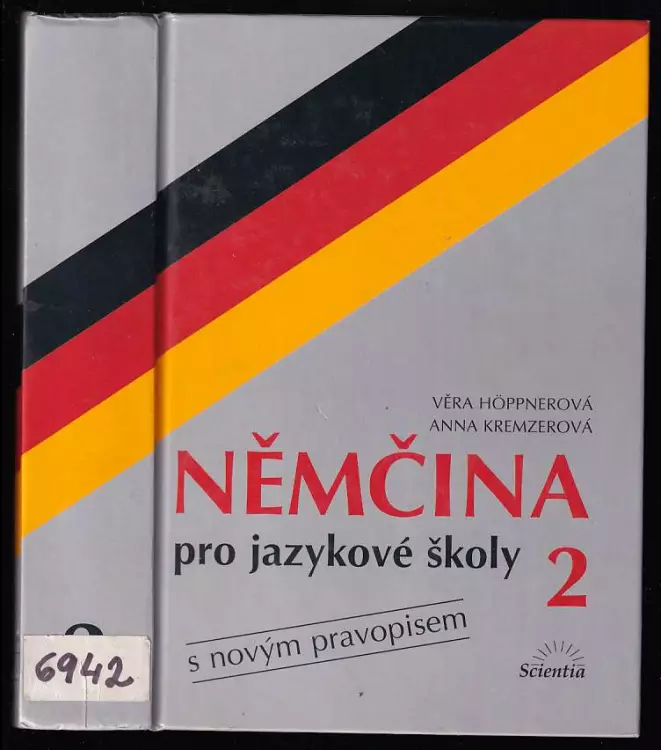 VĚRA HÖPPNEROVÁ
ANNA KREMZEROVÁ
NĚMČINA
pro jazykové školy 2
s novým pravopisem
Scientia
6942